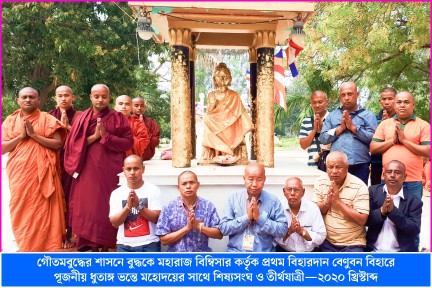 গৌতমবুদ্ধের শাসনে বুদ্ধকে মহারাজ বিম্বিসার কর্তৃক প্রথম বিহারদান বেণুবন বিহারে
পূজনীয় ধুতাঙ্গ ভন্তে মহোদয়ের সাথে শিষ্যসংঘ ও তীর্থযাত্রী—২০২০ খ্রিস্টাব্দ